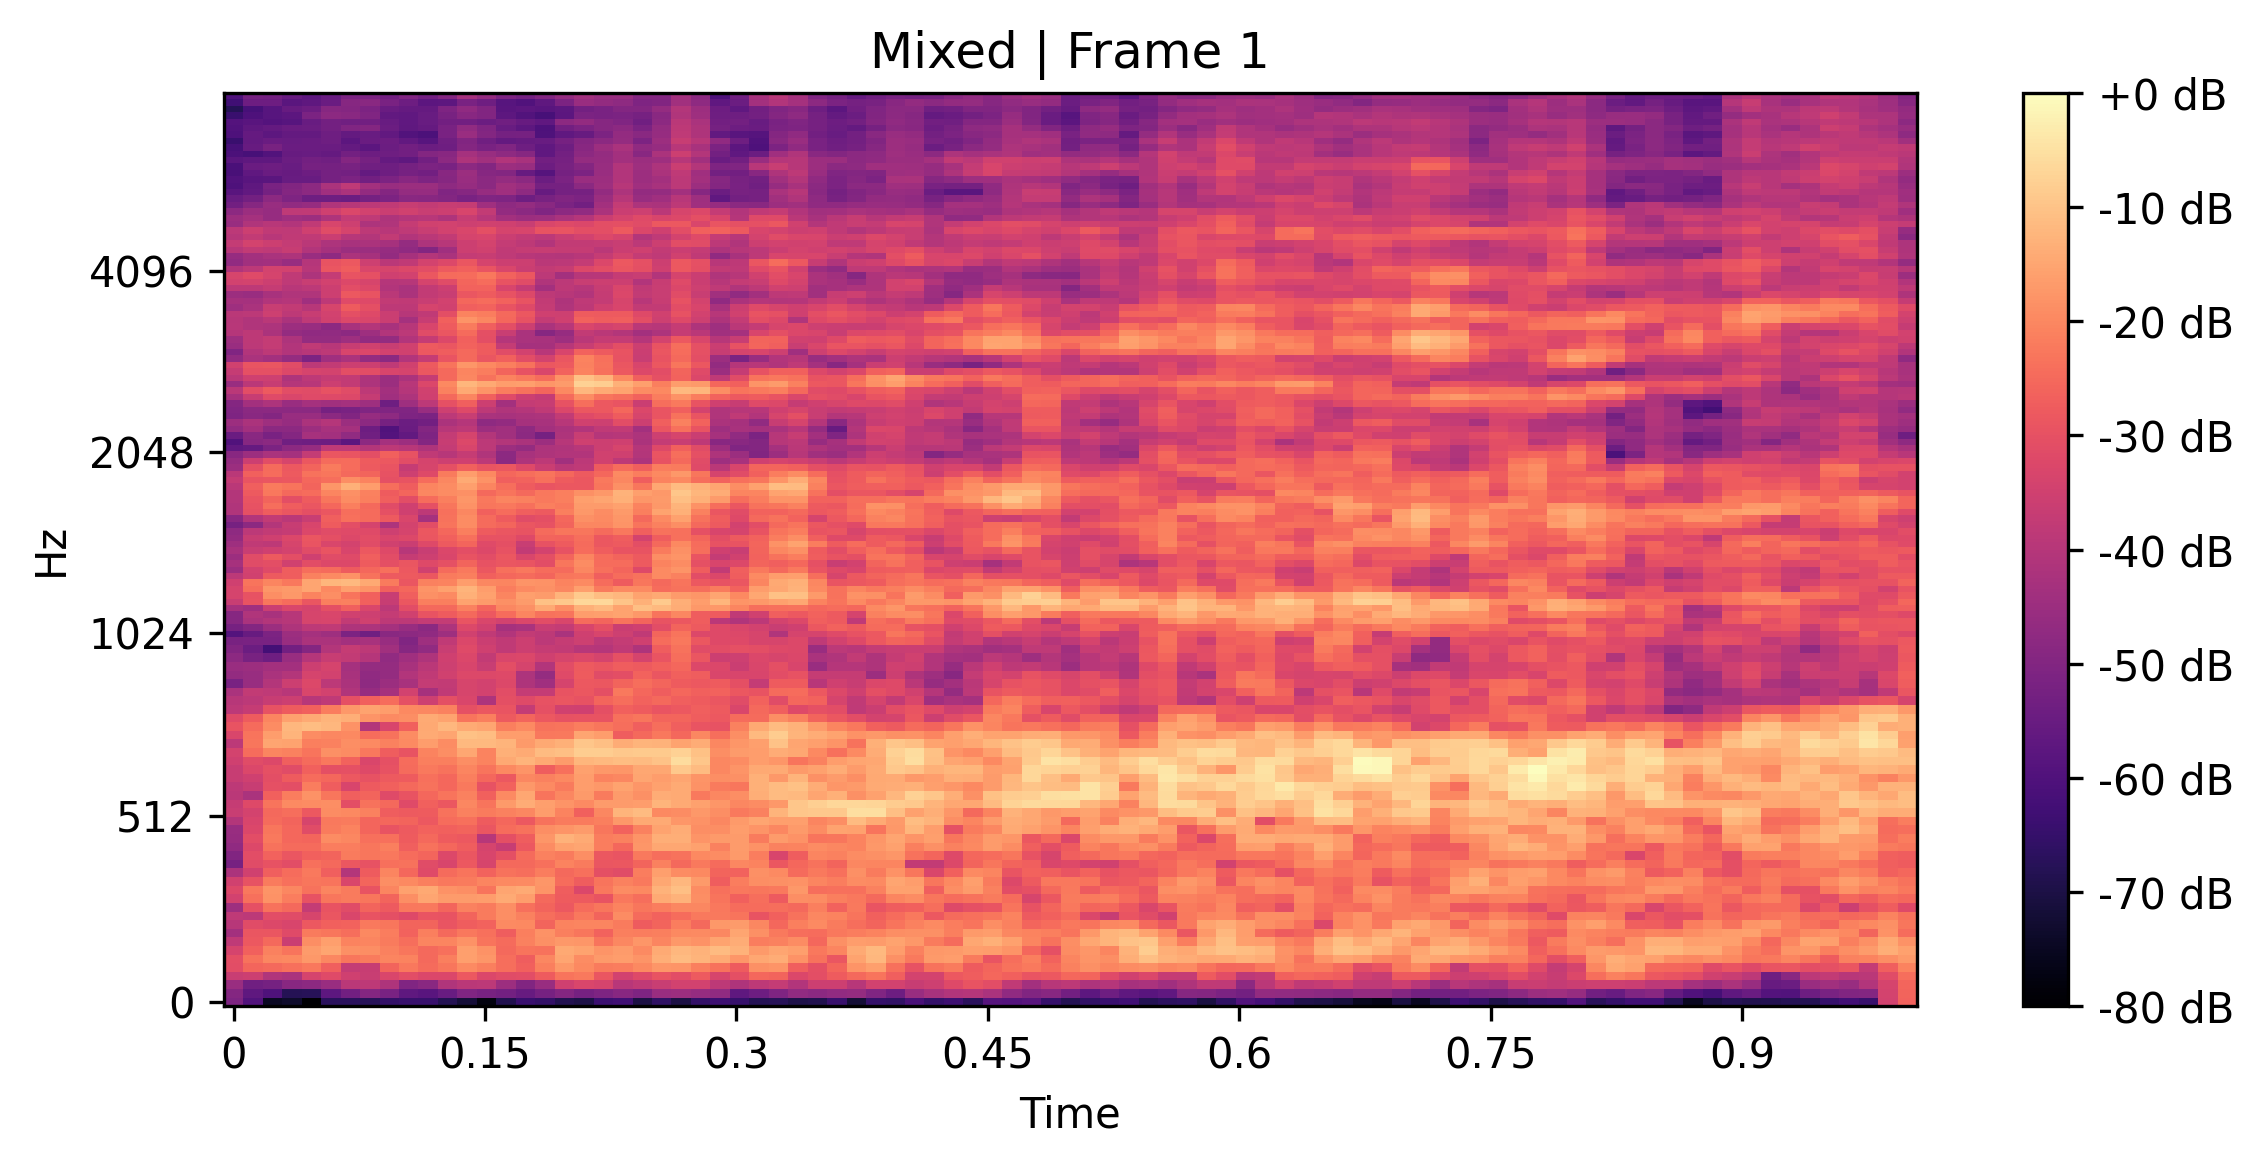 Mixed | Frame 1
Hz
4096
2048
1024
512
0
0 0.15 0.3 0.45 0.6 0.75 0.9
Time
+0 dB
-10 dB
-20 dB
-30 dB
-40 dB
-50 dB
-60 dB
-70 dB
-80 dB